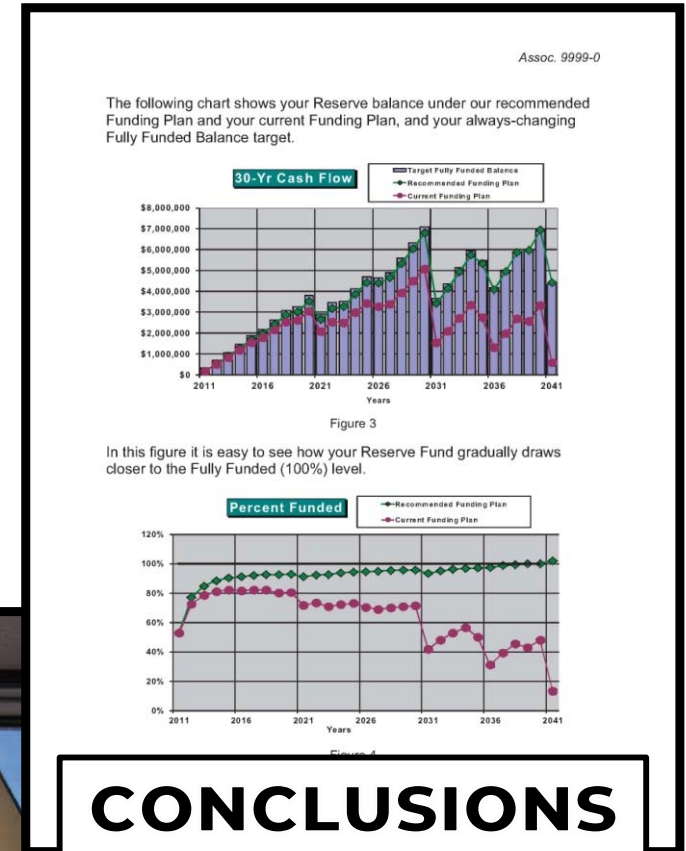 Assoc. 9999-0
The following chart shows your Reserve balance under our recommended
Funding Plan and your current Funding Plan, and your always-changing
Fully Funded Balance target.
30-Yr Cash Flow
Target Fully Funded Balance
Recommended Funding Plan
Current Funding Plan
$8,000,000
$7,000,000
$6,000,000
$5,000,000
$4,000,000
$3,000,000
$2,000,000
$1,000,000
$0
2011 2016 2021 2026 2031 2036 2041
Years
Figure 3
In this figure it is easy to see how your Reserve Fund gradually draws
closer to the Fully Funded (100%) level.
Percent Funded
Recommended Funding Plan
Current Funding Plan
120%
100%
80%
60%
40%
20%
0%
2011 2016 2021 2026 2031 2036 2041
Years
Figure 4
CONCLUSIONS